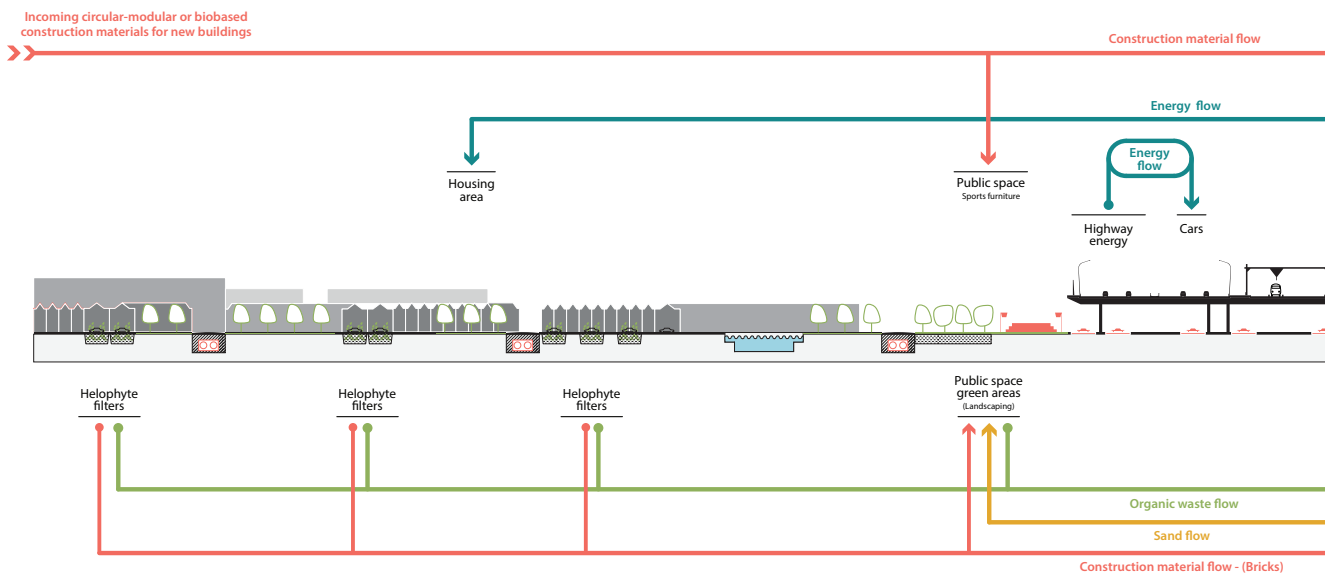 Incoming circular-modular or biobased
construction materials for new buildings
Construction material flow
Energy flow
Energy
flow
Housing
area
Public space
Sports furniture
Highway
energy
Cars
Helophyte
filters
Helophyte
filters
Helophyte
filters
Public space
green areas
(Landscaping)
Organic waste flow
Sand flow
Construction material flow - (Bricks)